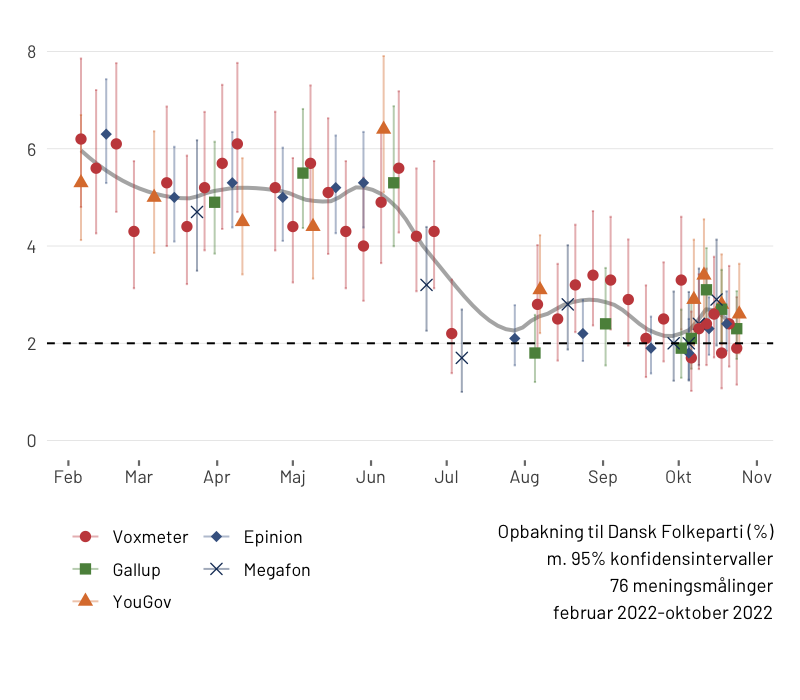 8
6
4
2
0
Feb Mar Apr Maj Jun Jul Aug Sep Okt Nov
Voxmeter
Gallup
YouGov
Epinion
Megafon
Opbakning til Dansk Folkeparti (%)
m. 95% konfidensintervaller
76 meningsmålinger
februar 2022-oktober 2022